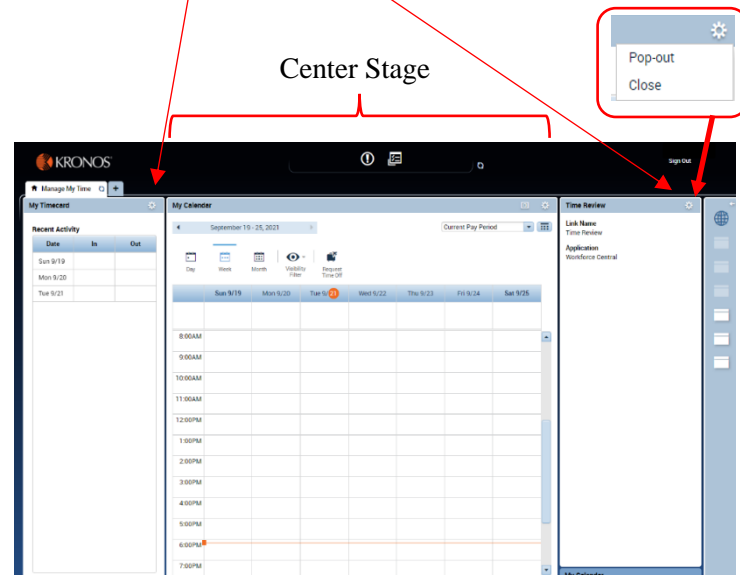 Pop-out
Close
Center Stage
KRONOS
Sign Out
Manage My Time
+
My Timecard
My Calendar
Time Review
Recent Activity
Date In Out
Sun 9/19
Mon 9/20
Tue 9/21
September 19 - 25, 2021
Current Pay Period
Day
Week
Month
Visibility Filter
Request Time Off
Sun 9/19 Mon 9/20 Tue 9/21 Wed 9/22 Thu 9/23 Fri 9/24 Sat 9/25
8:00AM
9:00AM
10:00AM
11:00AM
12:00PM
1:00PM
2:00PM
3:00PM
4:00PM
5:00PM
6:00PM
7:00PM
Link Name
Time Review
Application
Workforce Central
My Calendar